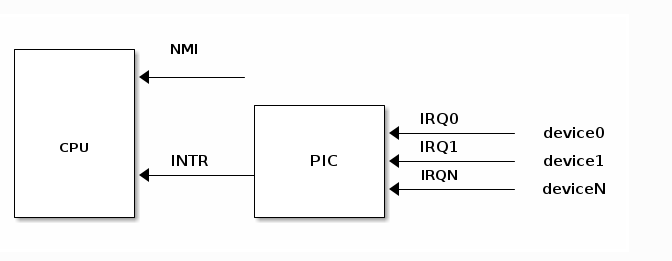 NMI
IRQ0
device0
IRQ1
device1
CPU
INTR
PIC
IRQN
deviceN